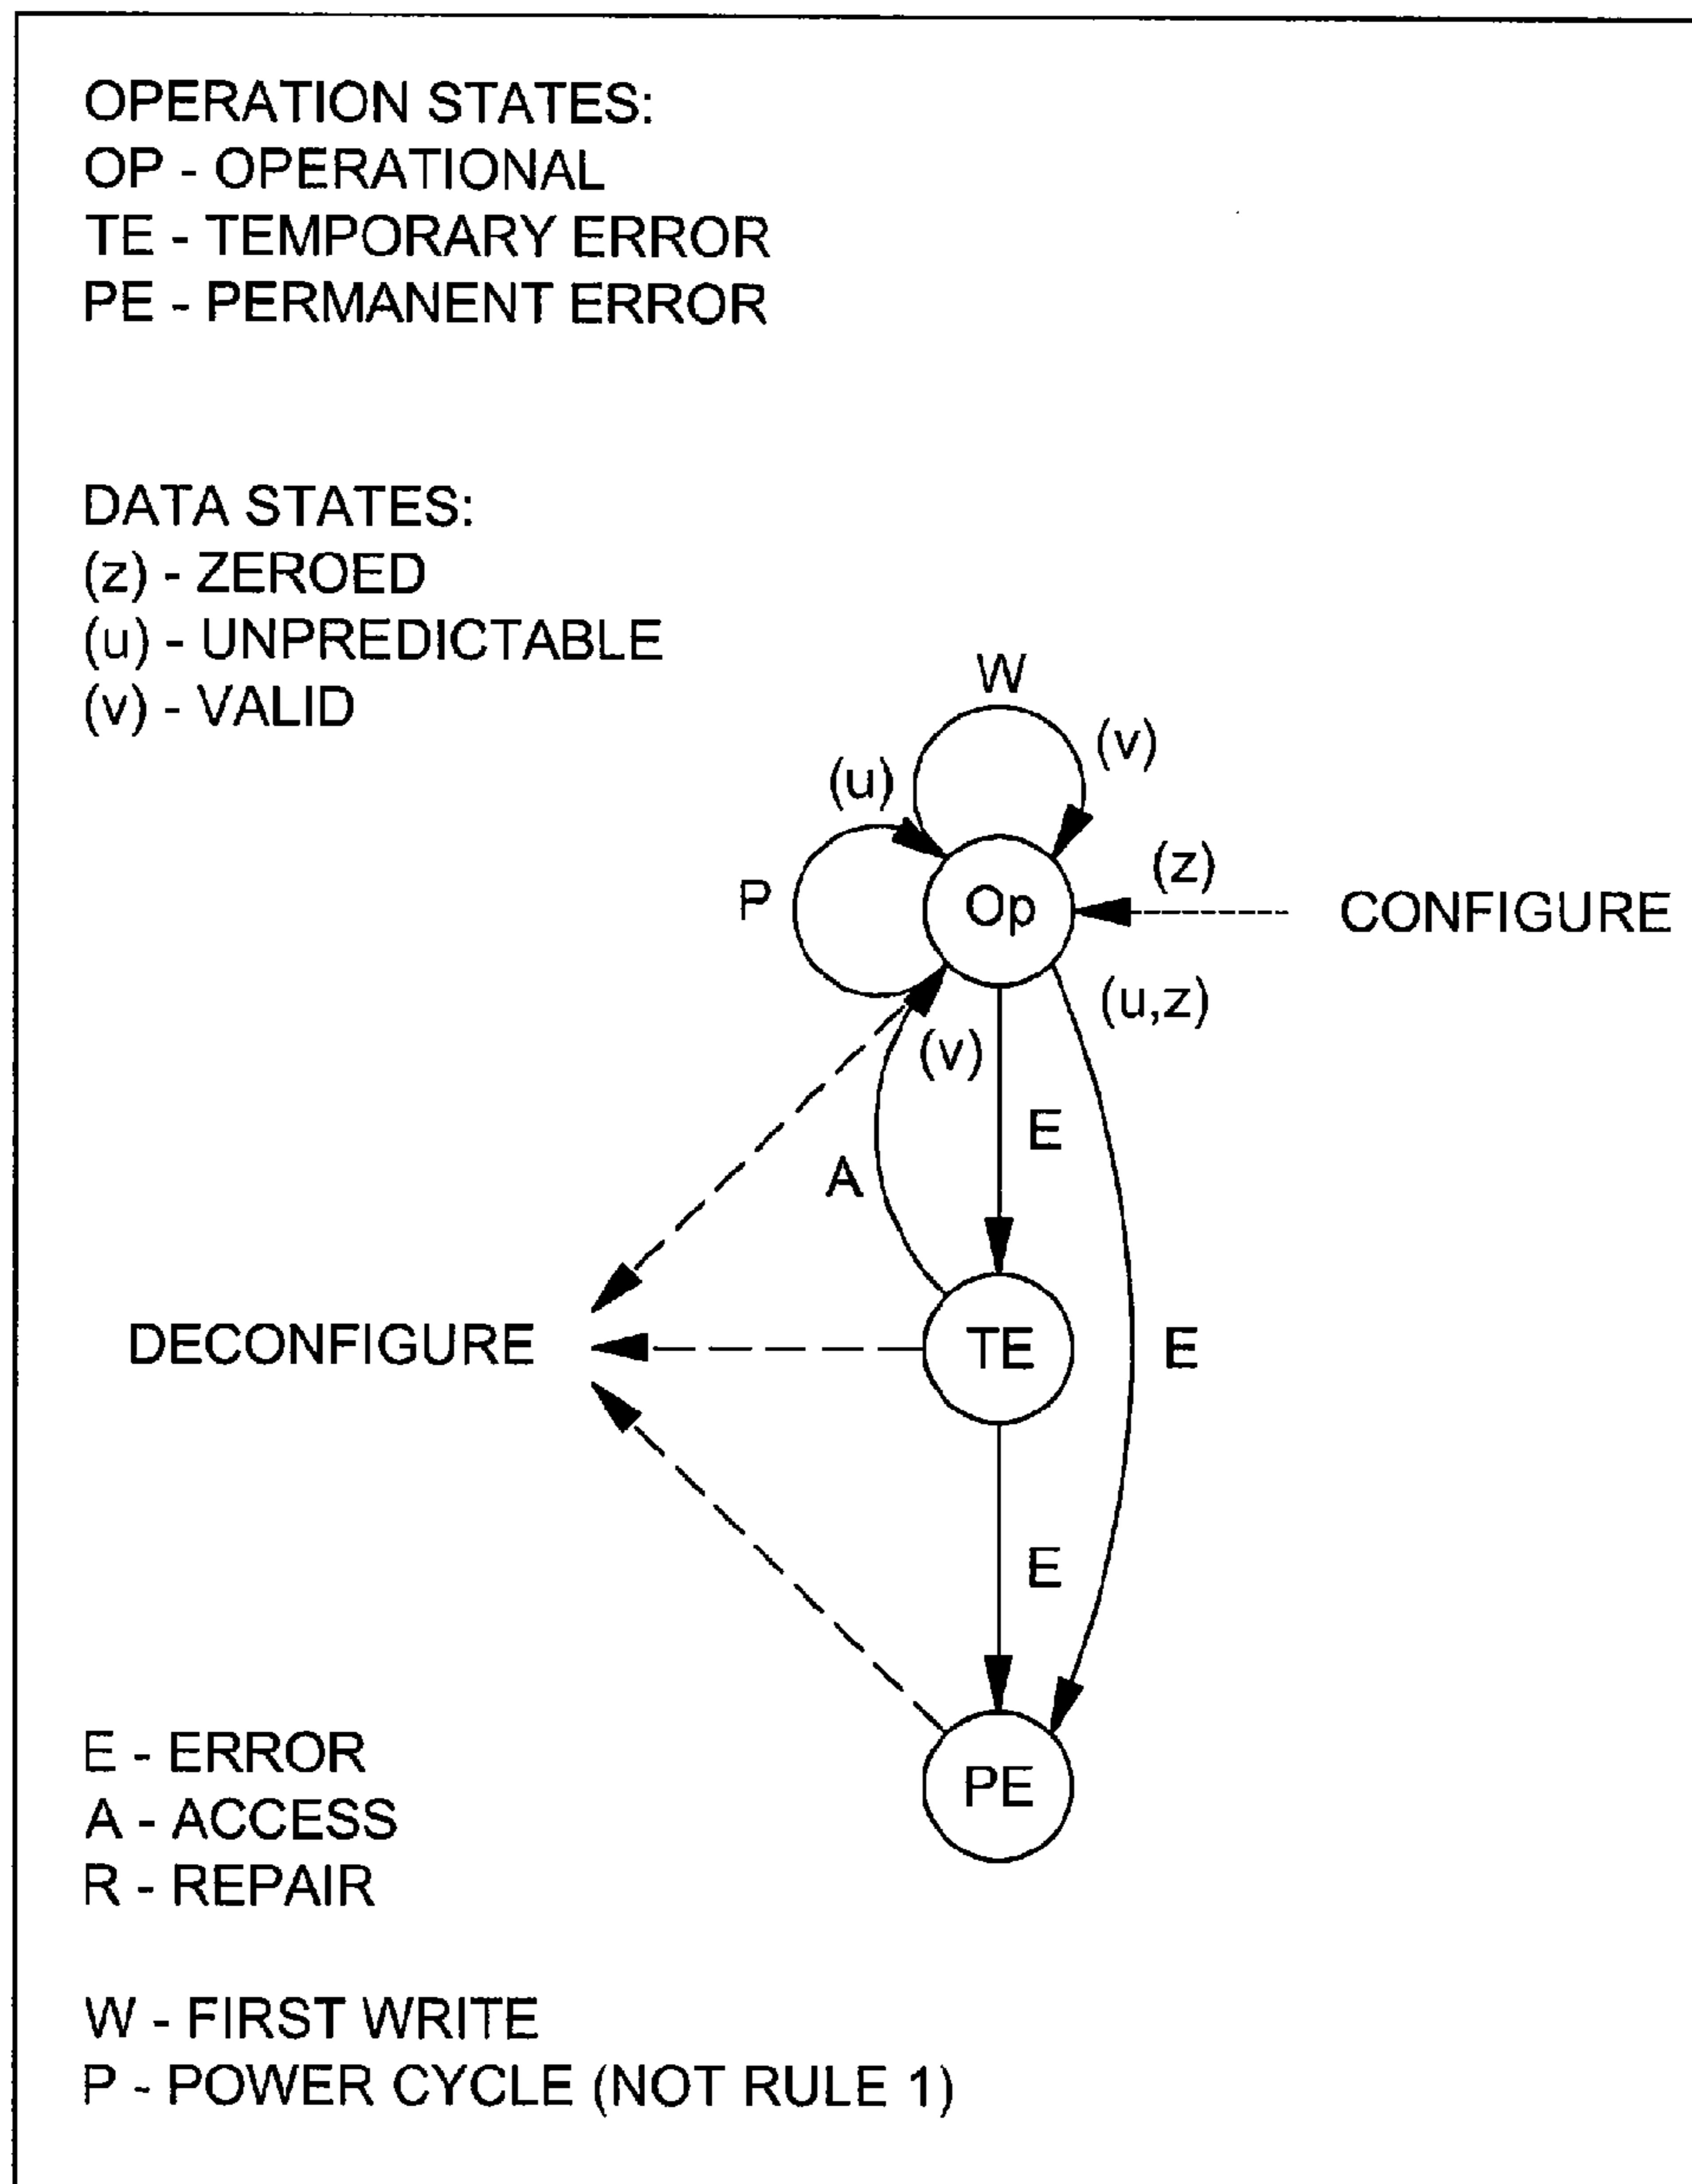 OPERATION STATES:
OP - OPERATIONAL
TE - TEMPORARY ERROR
PE - PERMANENT ERROR
DATA STATES:
(z) - ZEROED
(u) - UNPREDICTABLE
(v) - VALID
W
(v)
(u)
P
Op
(z)
CONFIGURE
(u,z)
(v)
E
A
DECONFIGURE
TE
E
E
PE
E - ERROR
A - ACCESS
R - REPAIR
W - FIRST WRITE
P - POWER CYCLE (NOT RULE 1)